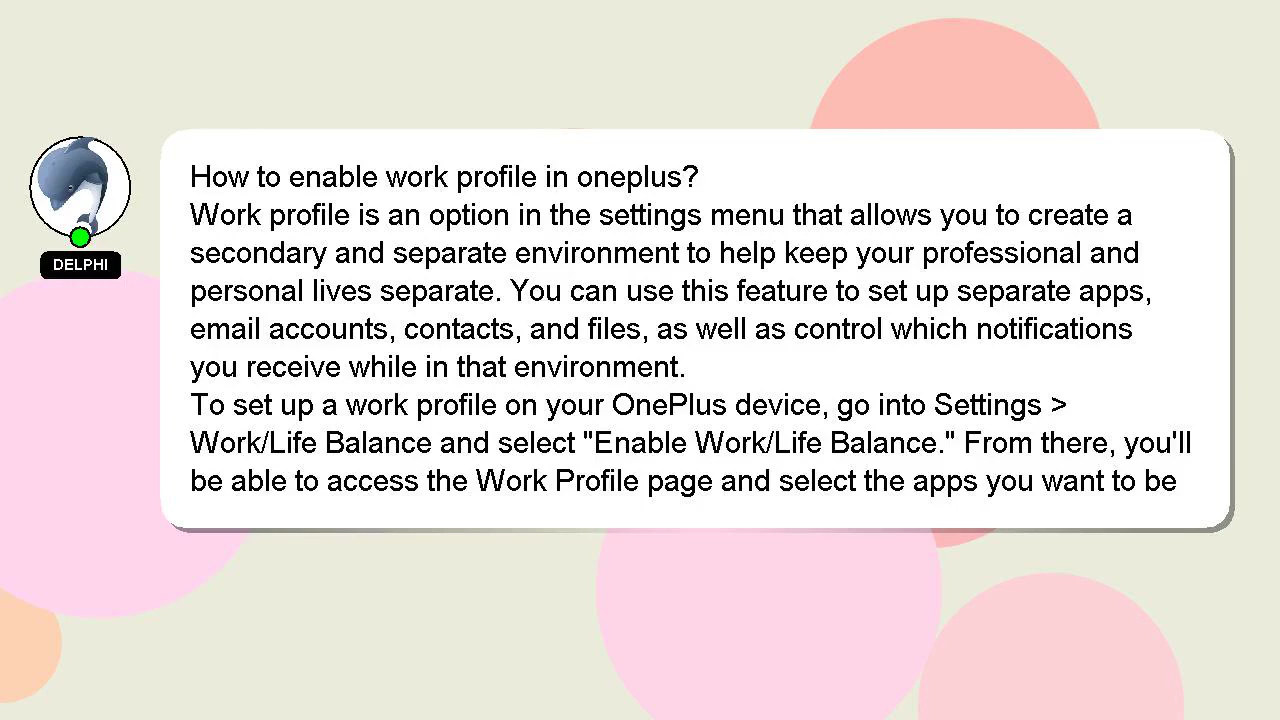 How to enable work profile in oneplus?
Work profile is an option in the settings menu that allows you to create a
secondary and separate environment to help keep your professional and
personal lives separate. You can use this feature to set up separate apps,
email accounts, contacts, and files, as well as control which notifications
you receive while in that environment.
To set up a work profile on your OnePlus device, go into Settings >
Work/Life Balance and select "Enable Work/Life Balance." From there, you'll
be able to access the Work Profile page and select the apps you want to be
DELPHI